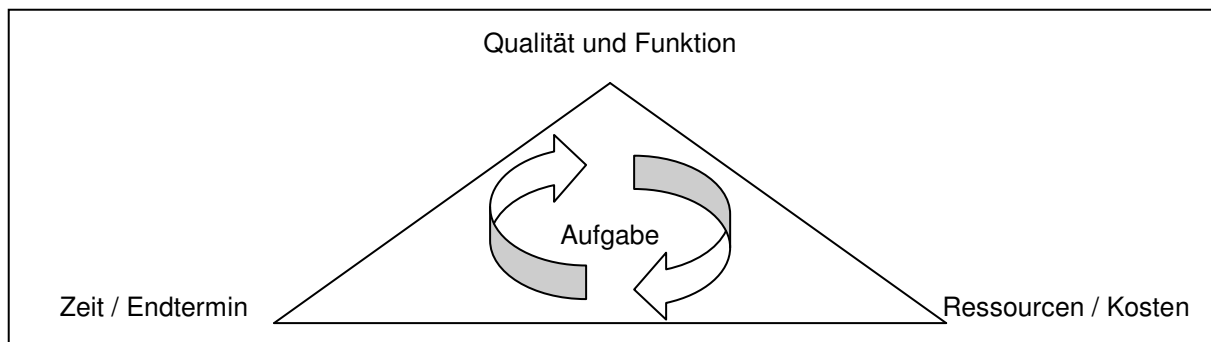 Qualität und Funktion
Aufgabe
Zeit / Endtermin
Ressourcen / Kosten